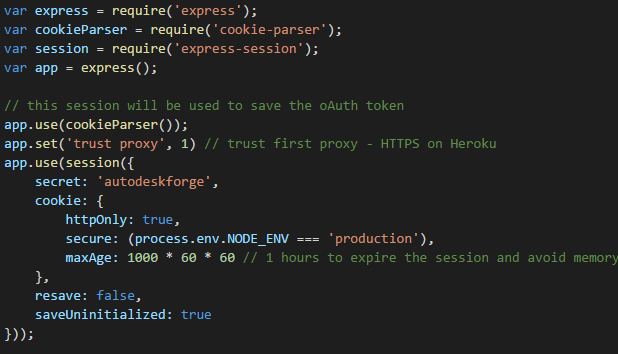 var express = require('express');
var cookieParser = require('cookie-parser');
var session = require('express-session');
var app = express();

// this session will be used to save the oAuth token
app.use(cookieParser());
app.set('trust proxy', 1) // trust first proxy - HTTPS on Heroku
app.use(session({
    secret: 'autodeskforge',
    cookie: {
        httpOnly: true,
        secure: (process.env.NODE_ENV === 'production'),
        maxAge: 1000 * 60 * 60 // 1 hours to expire the session and avoid memory
    },
    resave: false,
    saveUninitialized: true
}));